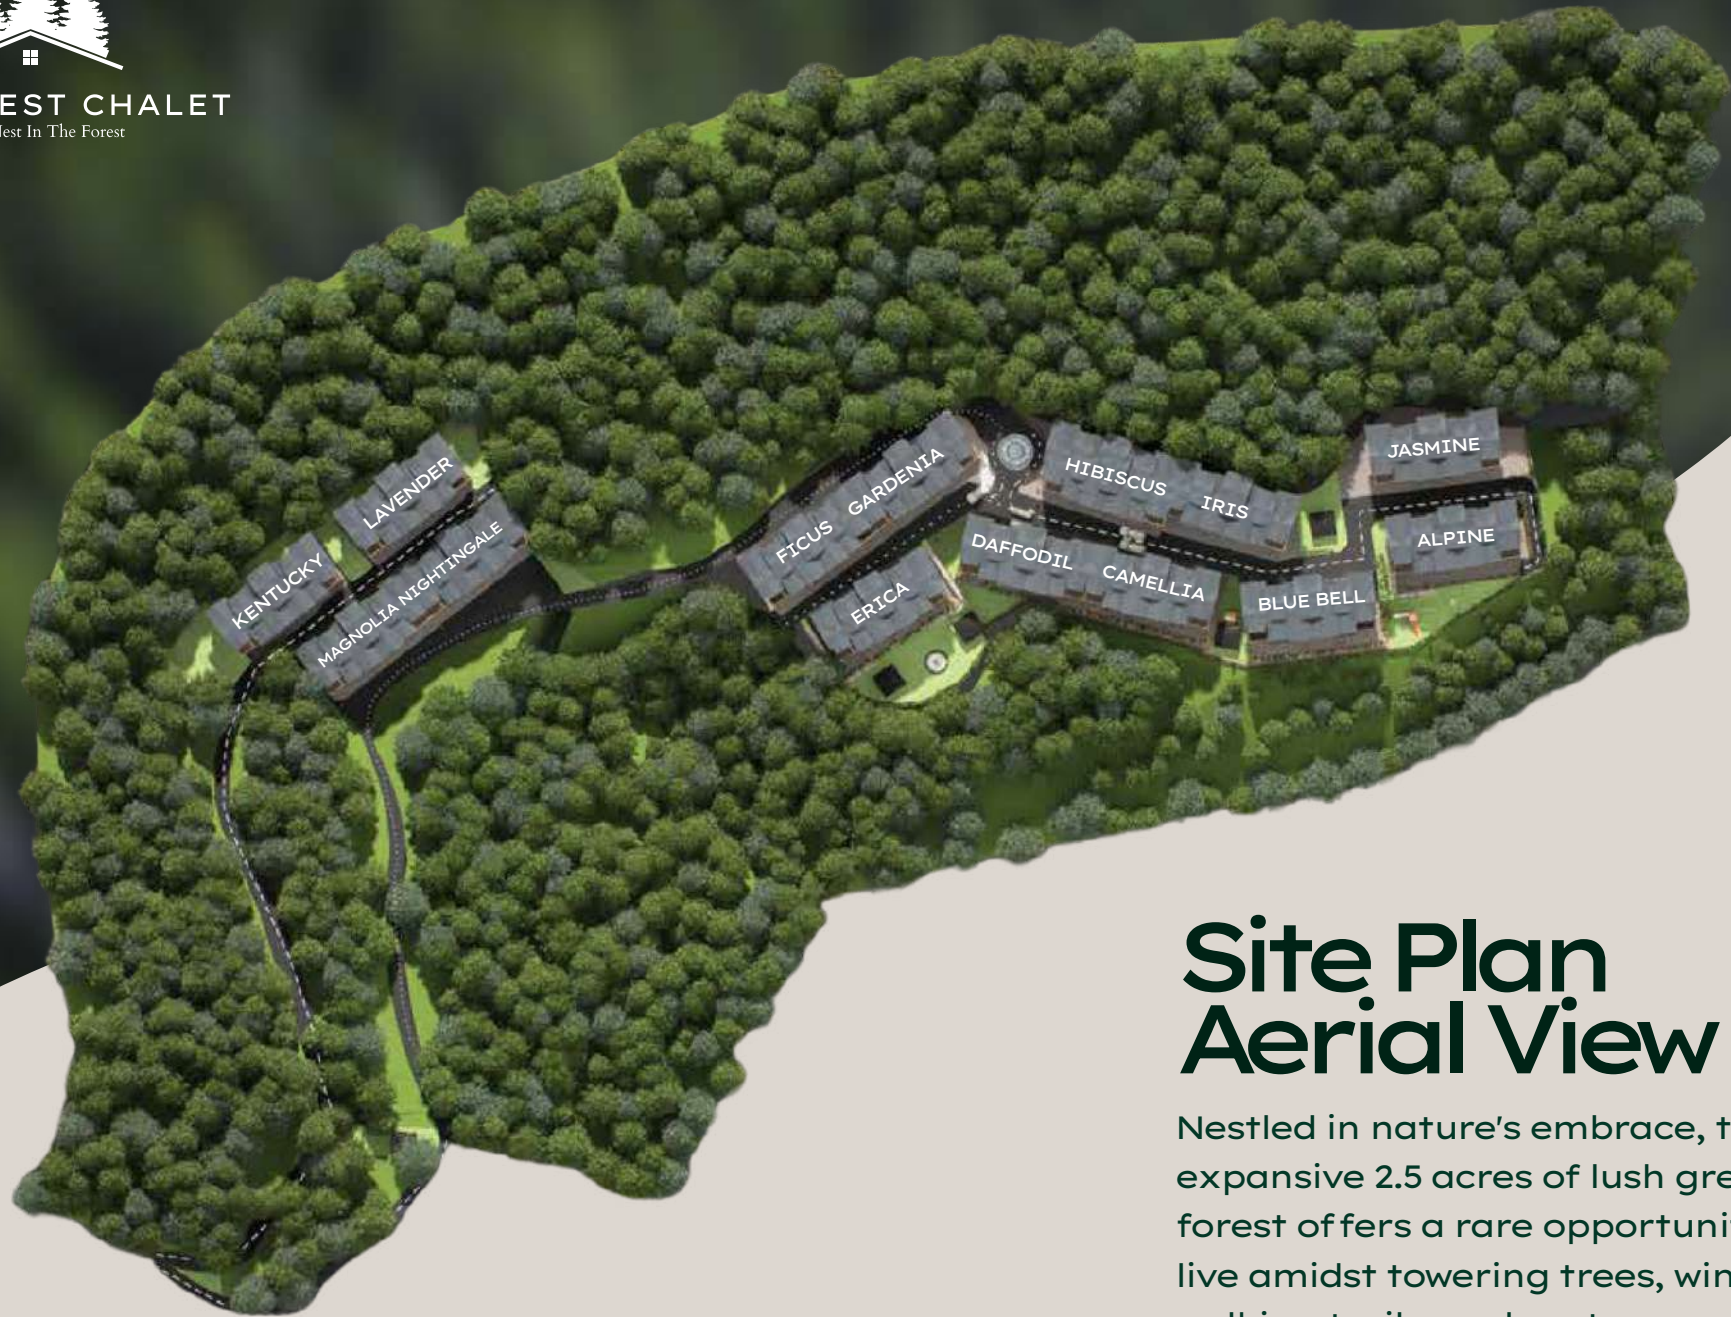 EST CHALET
Nest In The Forest
JASMINE
LAVENDER
GARDENIA
HIBISCUS
IRIS
FICUS
ALPINE
KENTUCKY
MAGNOLIA NIGHTINGALE
DAFFODIL
CAMELLIA
ERICA
BLUE BELL
Site Plan
Aerial View
Nestled in nature's embrace, t
expansive 2.5 acres of lush gre
forest offers a rare opportuni
live amidst towering trees, win